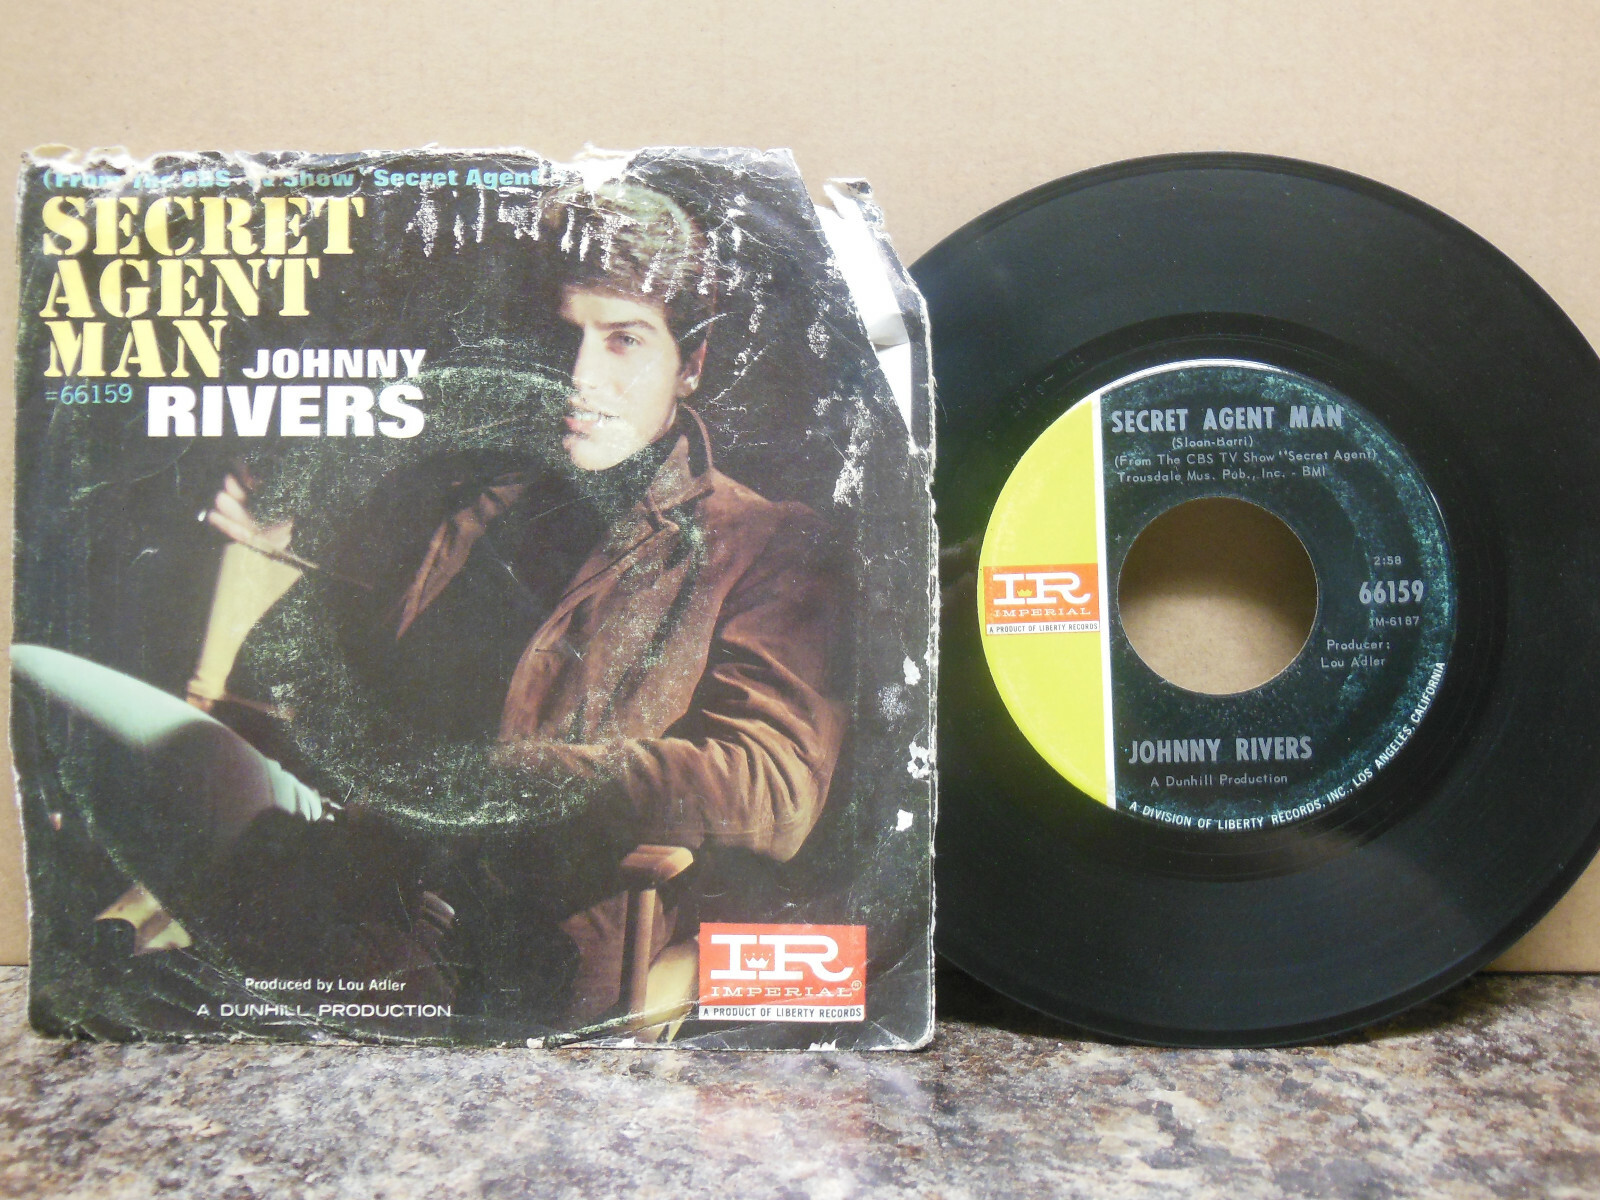 (From The CBS TV Show "Secret Agent
SECRET
AGENT
MAN JOHNNY
=66159 RIVERS
Produced by Lou Adler
A DUNHILL PRODUCTION
IR
IMPERIAL®
A PRODUCT OF LIBERTY RECORDS
SECRET AGENT MAN
(Sloan-Barri)
(From The CBS TV Show "Secret Agent)
Trousdale Mus. Pub., Inc. - BMI
2:58
66159
IM-6187
Producer:
Lou Adler
IR
IMPERIAL
A PRODUCT OF LIBERTY RECORDS
JOHNNY RIVERS
A Dunhill Production
A DIVISION OF LIBERTY RECORDS, INC., LOS ANGELES, CALIFORNIA